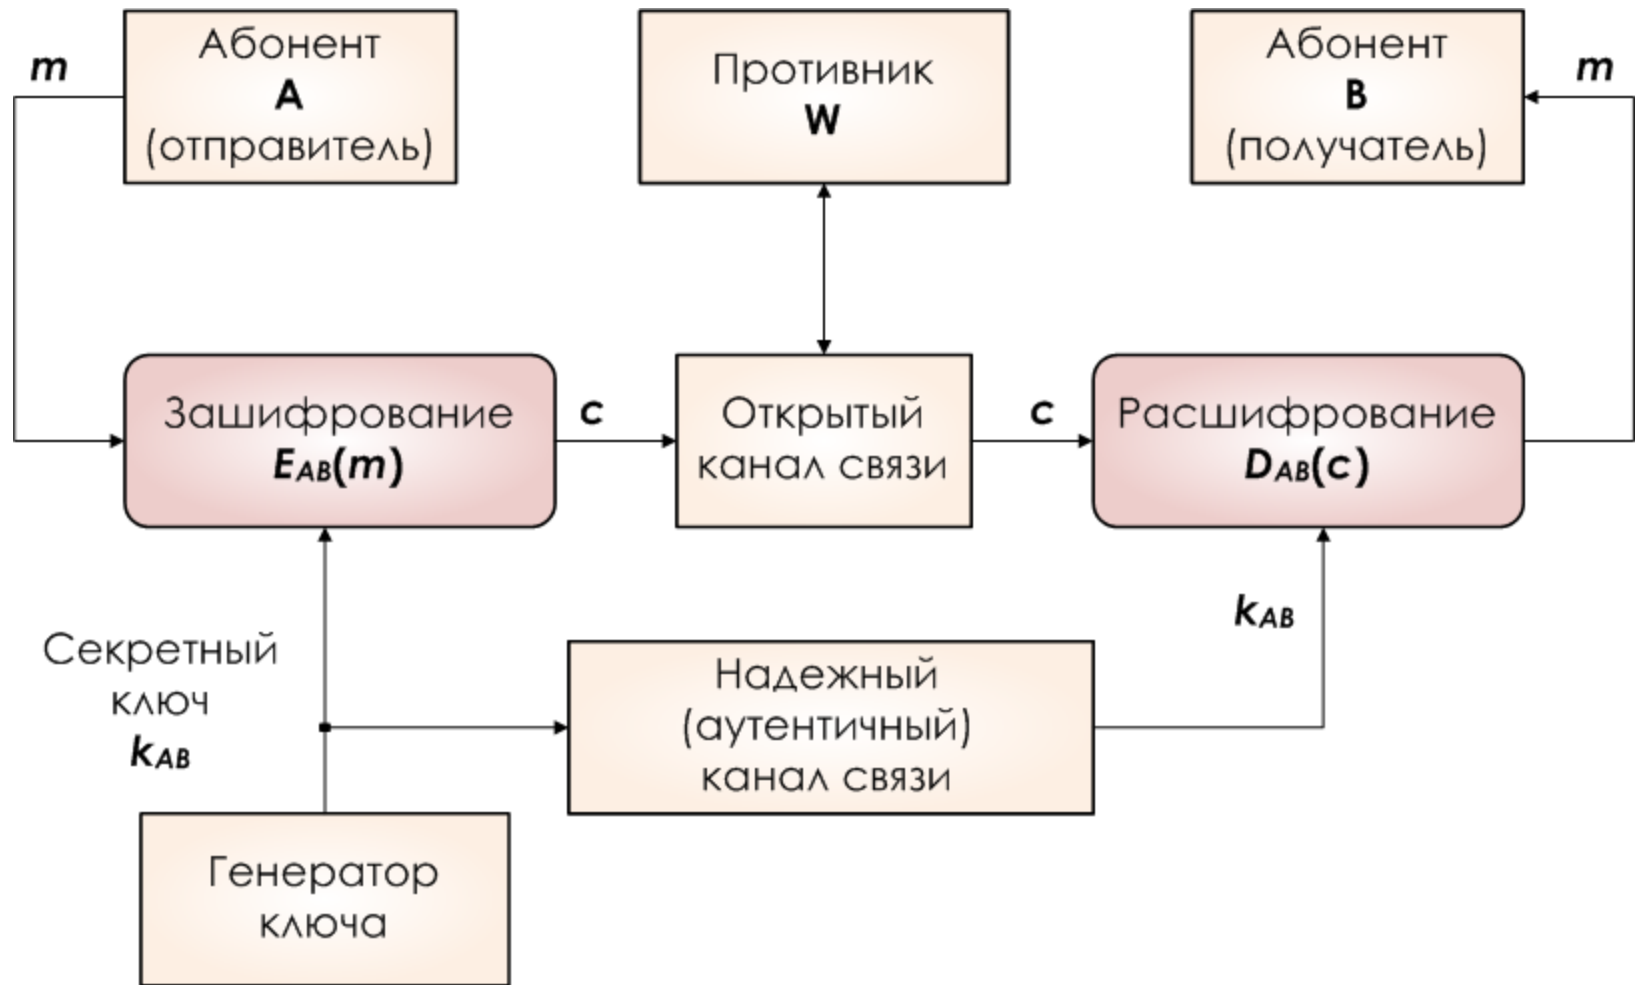 m
Абонент
A
(отправитель)
Противник
W
Абонент
B
(получатель)
m
Зашифрование
EAB(m)
c
Открытый
канал связи
c
Расшифрование
DAB(c)
Секретный
ключ
kAB
Надежный
(аутентичный)
канал связи
kAB
Генератор
ключа